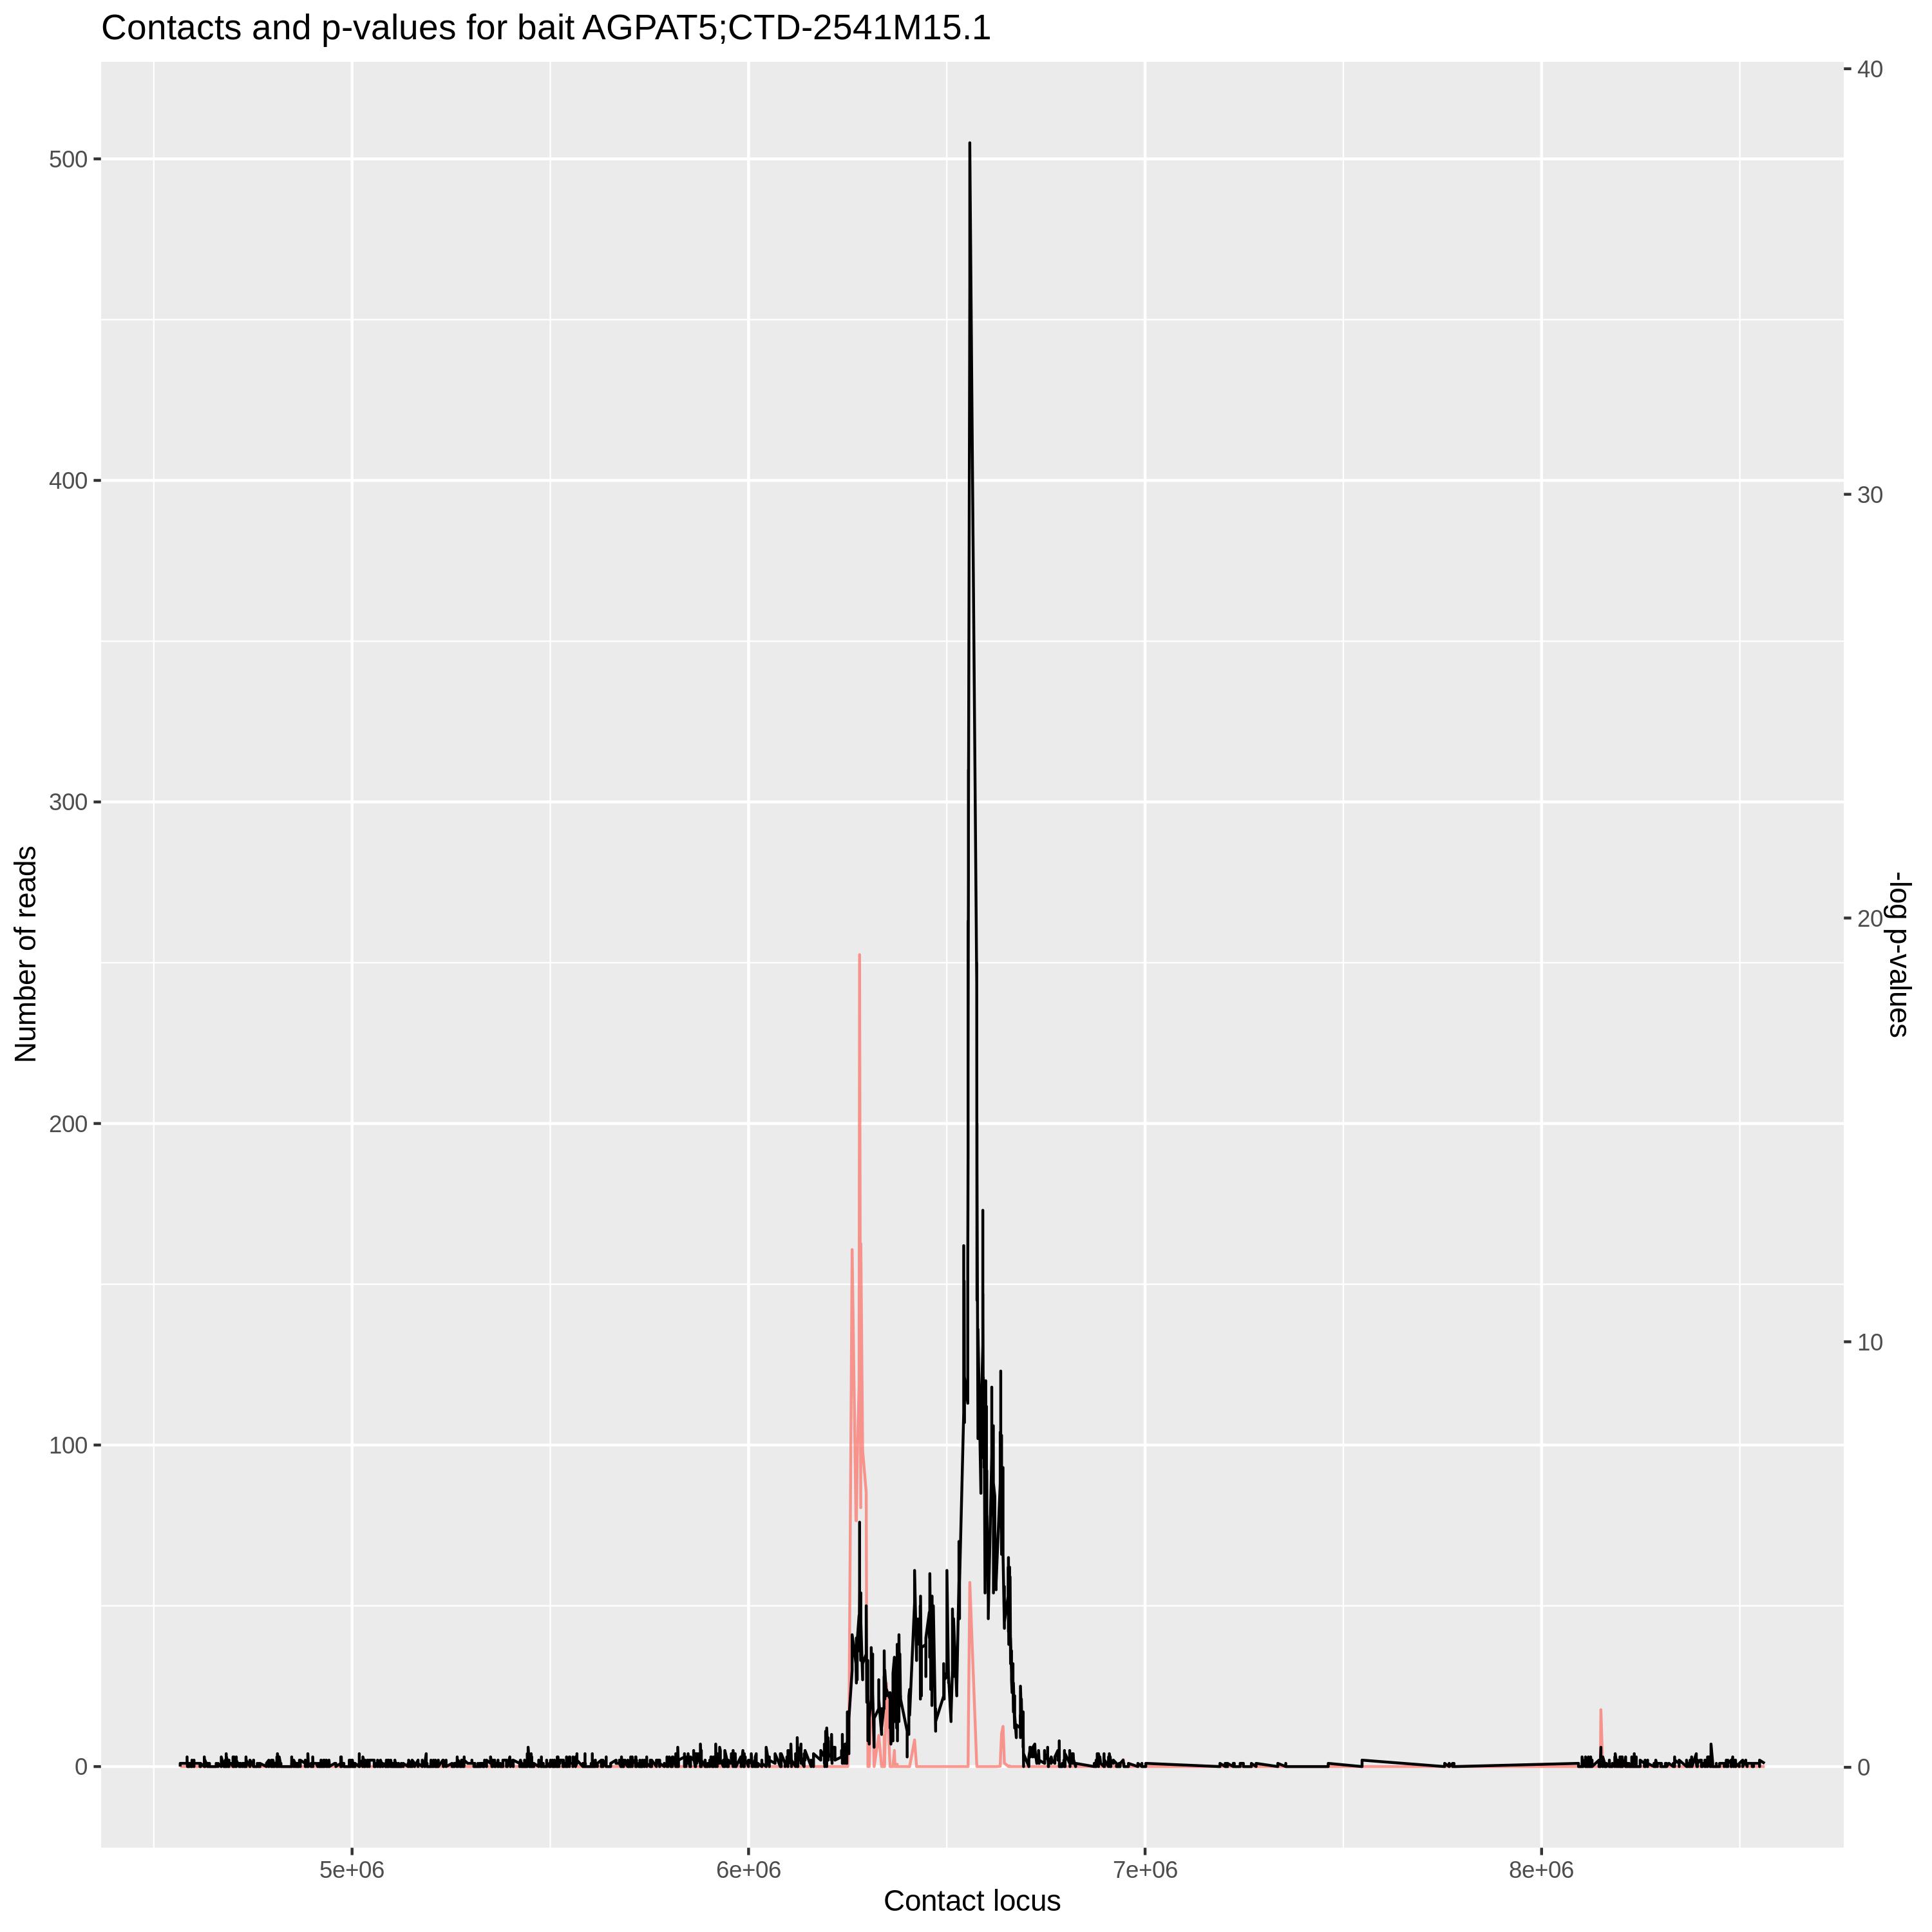 Contacts and p-values for bait AGPAT5;CTD-2541M15.1
500
400
300
200
100
0
Number of reads
40
30
20
10
0
-log p-values
5e+06
6e+06
7e+06
8e+06
Contact locus